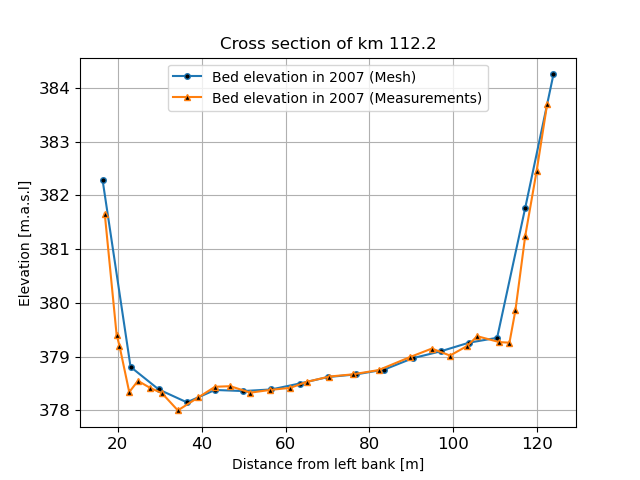 Cross section of km 112.2
Bed elevation in 2007 (Mesh)
Bed elevation in 2007 (Measurements)
Elevation [m.a.s.l]
384
383
382
381
380
379
378
20 40 60 80 100 120
Distance from left bank [m]